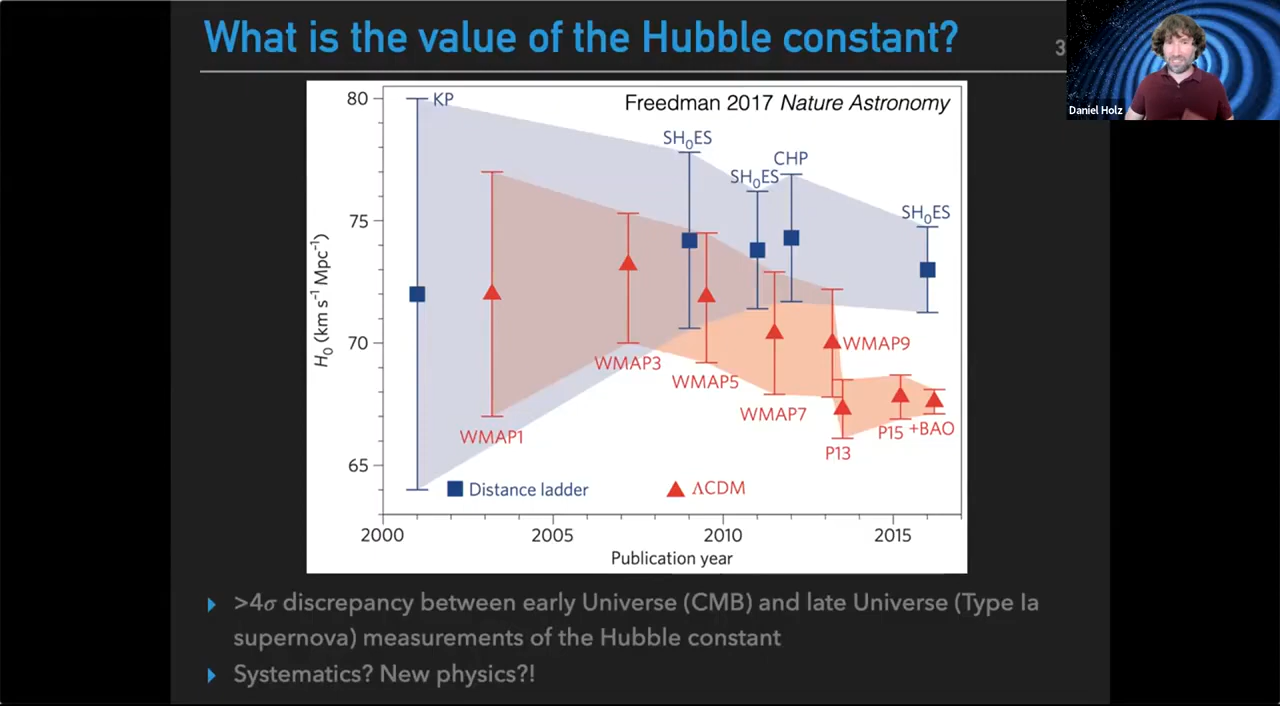 What is the value of the Hubble constant?
3
Daniel Holz
Freedman 2017 Nature Astronomy
80
75
70
65
H₀ (km s⁻¹ Mpc⁻¹)
KP
SH₀ES
SH₀ES
CHP
SH₀ES
WMAP1
WMAP3
WMAP5
WMAP7
WMAP9
P13
P15
+BAO
Distance ladder
ΛCDM
2000
2005
2010
2015
Publication year
>4σ discrepancy between early Universe (CMB) and late Universe (Type Ia
supernova) measurements of the Hubble constant
Systematics? New physics?!